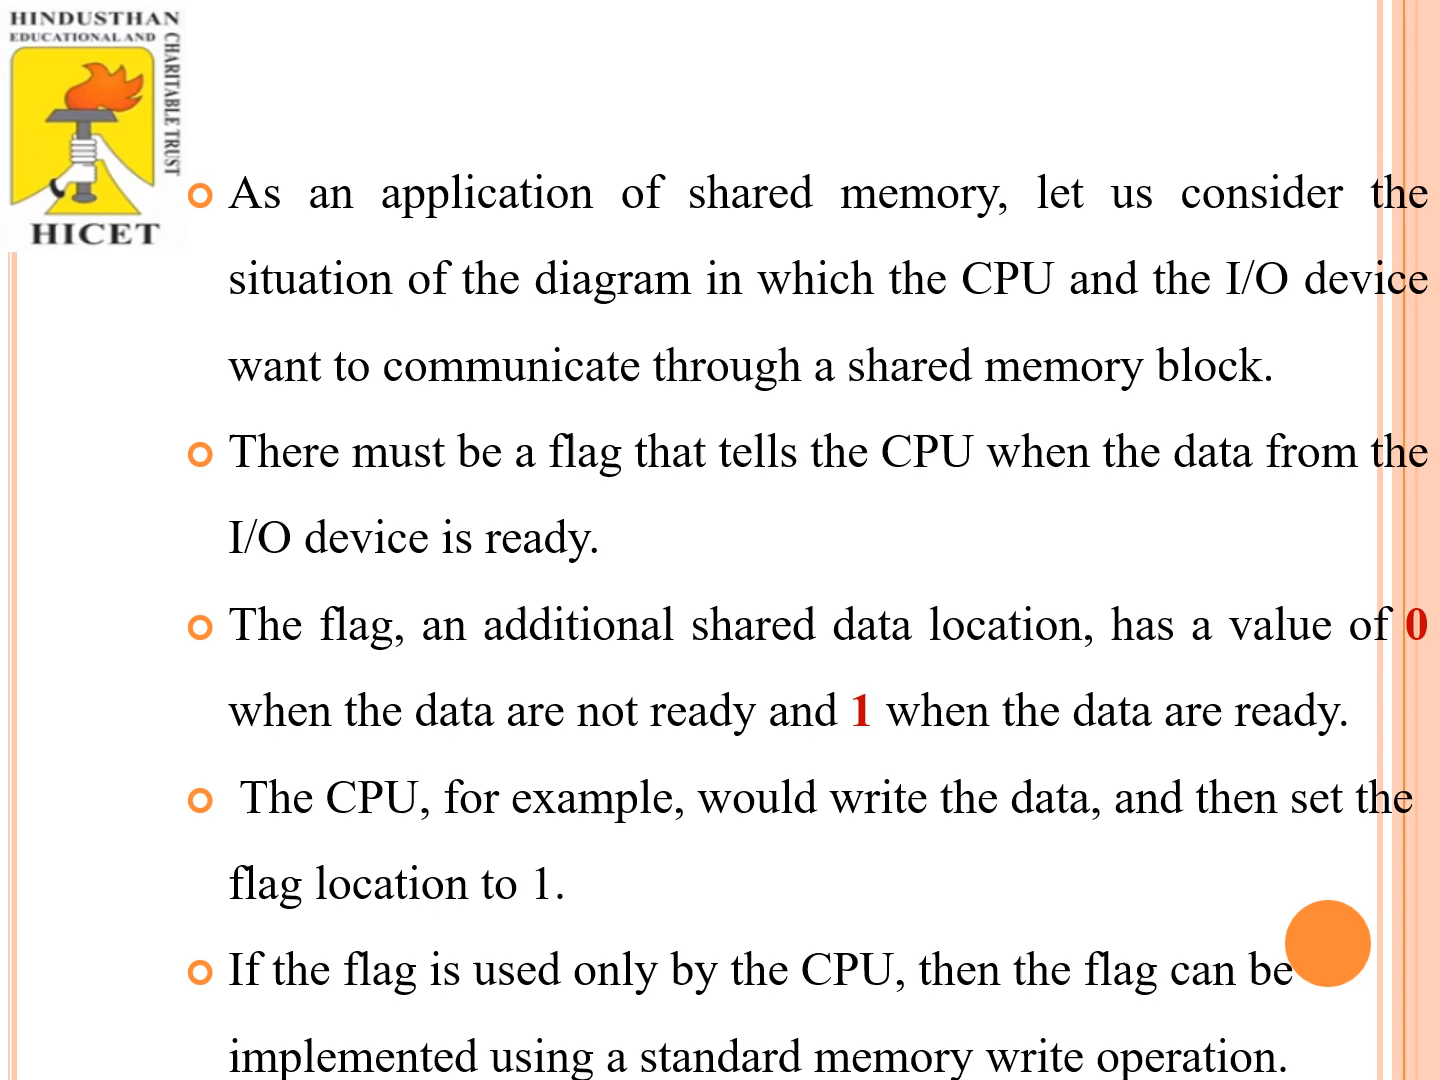 HINDUSTHAN
EDUCATIONAL AND
CHARITABLE TRUST
HICET
As an application of shared memory, let us consider the
situation of the diagram in which the CPU and the I/O device
want to communicate through a shared memory block.
There must be a flag that tells the CPU when the data from the
I/O device is ready.
The flag, an additional shared data location, has a value of 0
when the data are not ready and 1 when the data are ready.
The CPU, for example, would write the data, and then set the
flag location to 1.
If the flag is used only by the CPU, then the flag can be
implemented using a standard memory write operation.